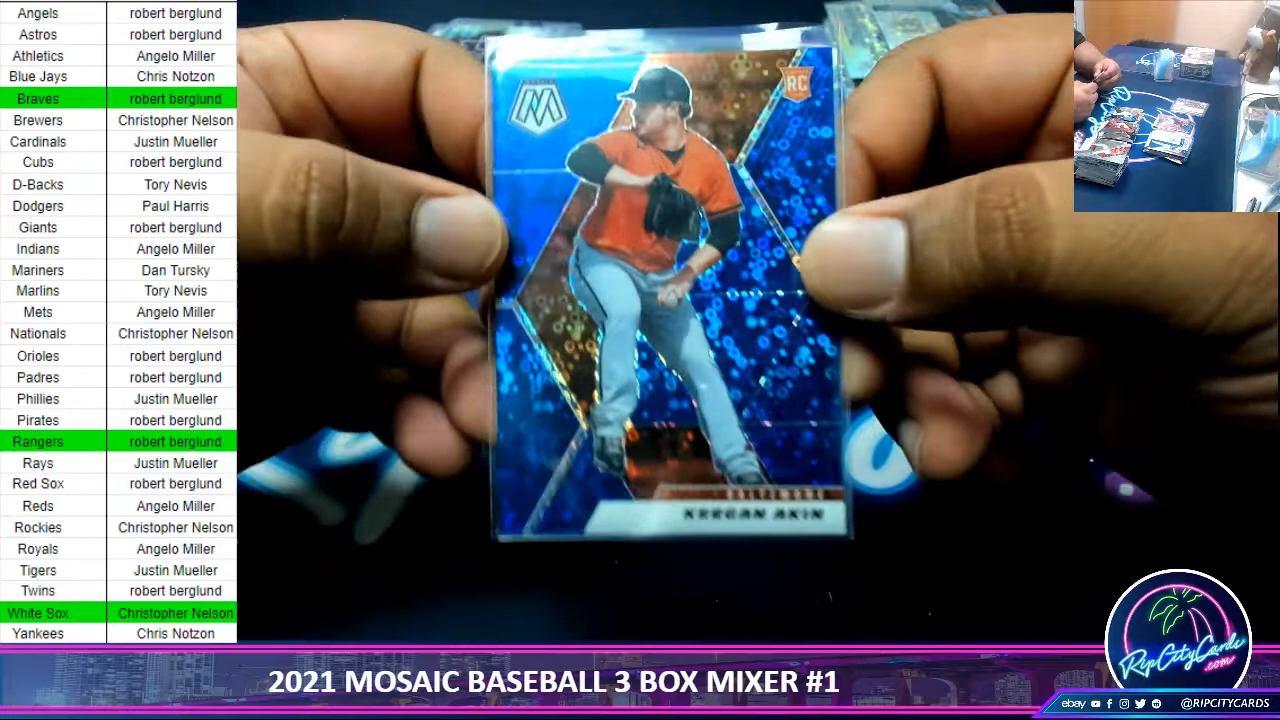 Angels robert berglund
Astros robert berglund
Athletics Angelo Miller
Blue Jays Chris Notzon
Braves robert berglund
Brewers Christopher Nelson
Cardinals Justin Mueller
Cubs robert berglund
D-Backs Tory Nevis
Dodgers Paul Harris
Giants robert berglund
Indians Angelo Miller
Mariners Dan Tursky
Marlins Tory Nevis
Mets Angelo Miller
Nationals Christopher Nelson
Orioles robert berglund
Padres robert berglund
Phillies Justin Mueller
Pirates robert berglund
Rangers robert berglund
Rays Justin Mueller
Red Sox robert berglund
Reds Angelo Miller
Rockies Christopher Nelson
Royals Angelo Miller
Tigers Justin Mueller
Twins robert berglund
White Sox Christopher Nelson
Yankees Chris Notzon
RC
BALTIMORE
KEEGAN AKIN
2021 MOSAIC BASEBALL 3 BOX MIXER #1
RipCityCards
.com
ebay @RIPCITYCARDS